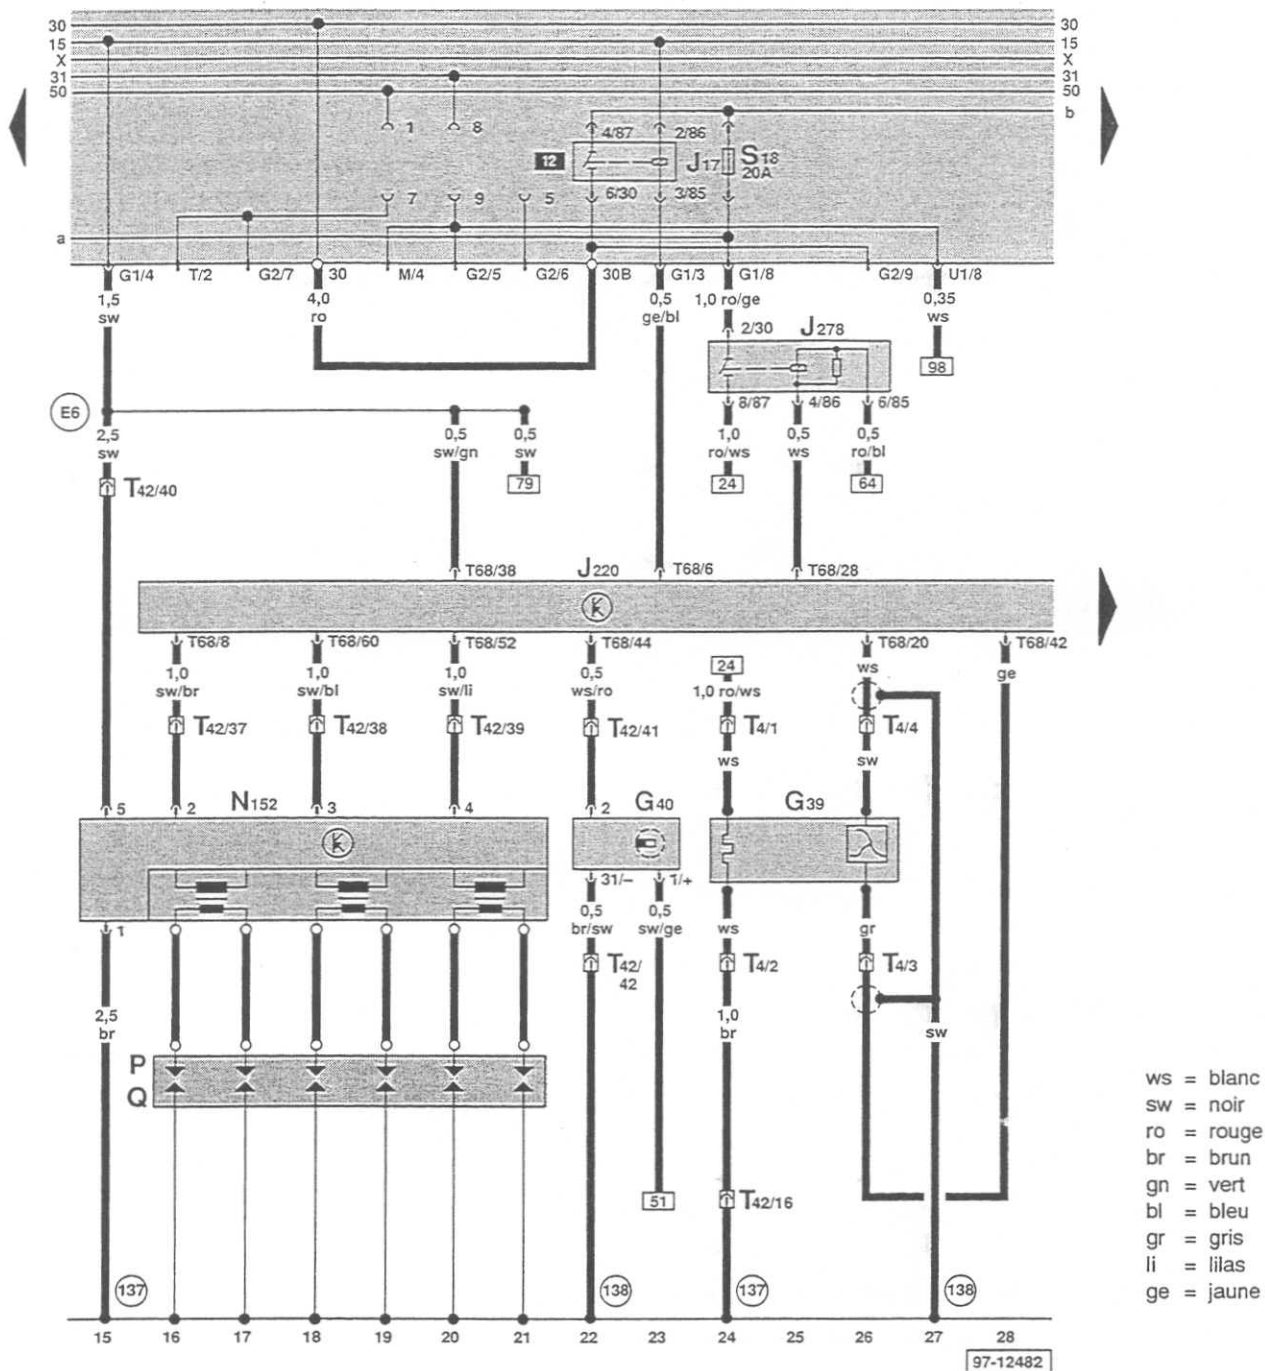 30 30
15 15
X X
31 31
50 50
b
1 8 4/87 2/86
12 J17 S18
20A
7 9 5 6/30 3/85
a
G1/4 T/2 G2/7 30 M/4 G2/5 G2/6 30B G1/3 G1/8 G2/9 U1/8
1,5 4,0 0,5 1,0 ro/ge 0,35
sw ro ge/bl ws
2/30 J278
98
8/87 4/86 6/85
E6
2,5 0,5 0,5 1,0 0,5 0,5
sw sw/gn sw ro/ws ws ro/bl
T42/40 79 24 64
T68/38 J220 T68/6 T68/28
T68/8 T68/60 T68/52 T68/44 T68/20 T68/42
1,0 1,0 1,0 0,5 24 ws ge
sw/br sw/bl sw/li ws/ro 1,0 ro/ws
T42/37 T42/38 T42/39 T42/41 T4/1 T4/4
ws sw
5 2 N152 3 4 2 G40 G39
1 31/– 1/+
0,5 0,5
br/sw sw/ge ws gr
T42/ T4/2 T4/3
42
2,5 1,0
br br sw
P
Q
51 T42/16
137 138 137 138
15 16 17 18 19 20 21 22 23 24 25 26 27 28
97-12482
ws = blanc
sw = noir
ro = rouge
br = brun
gn = vert
bl = bleu
gr = gris
li = lilas
ge = jaune